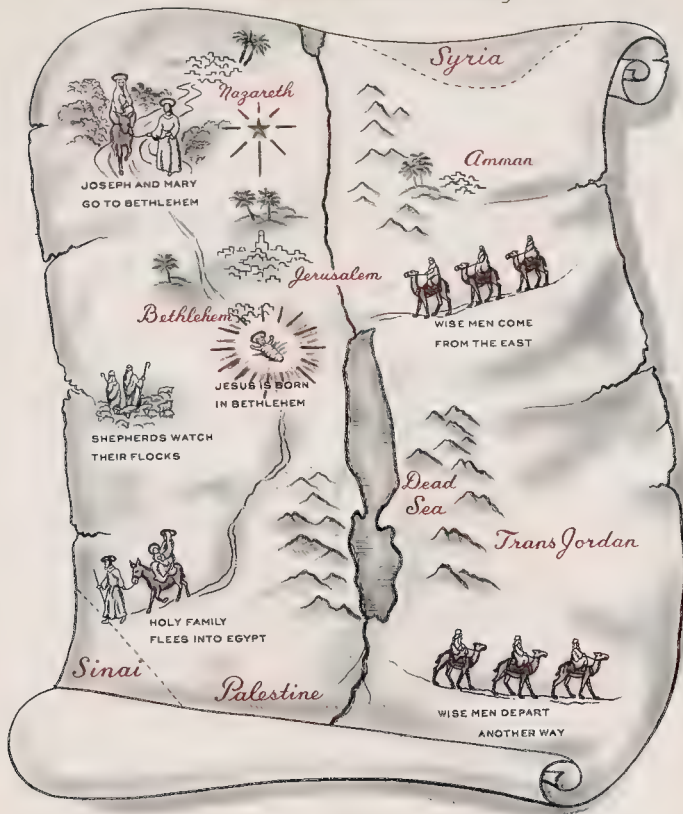 Syria
Nazareth
Amman
JOSEPH AND MARY
GO TO BETHLEHEM
Jerusalem
Bethlehem
WISE MEN COME
FROM THE EAST
JESUS IS BORN
IN BETHLEHEM
SHEPHERDS WATCH
THEIR FLOCKS
Dead
Sea
TransJordan
HOLY FAMILY
FLEES INTO EGYPT
Sinai
Palestine
WISE MEN DEPART
ANOTHER WAY